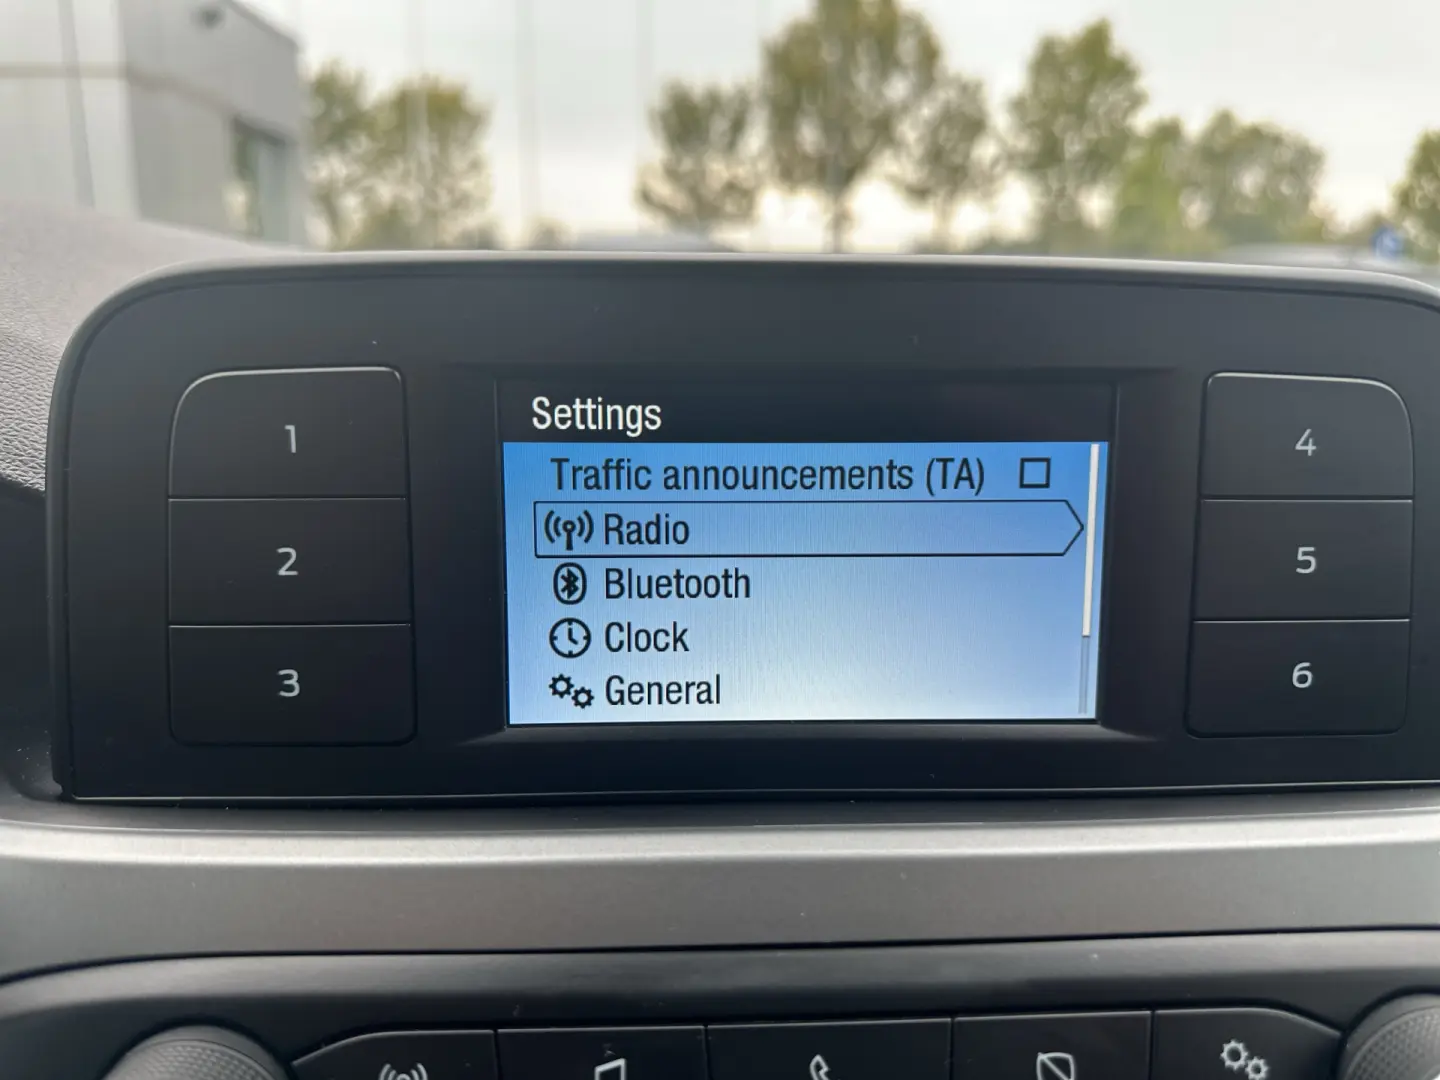 Settings
Traffic announcements (TA)
Radio
Bluetooth
Clock
General
1
2
3
4
5
6